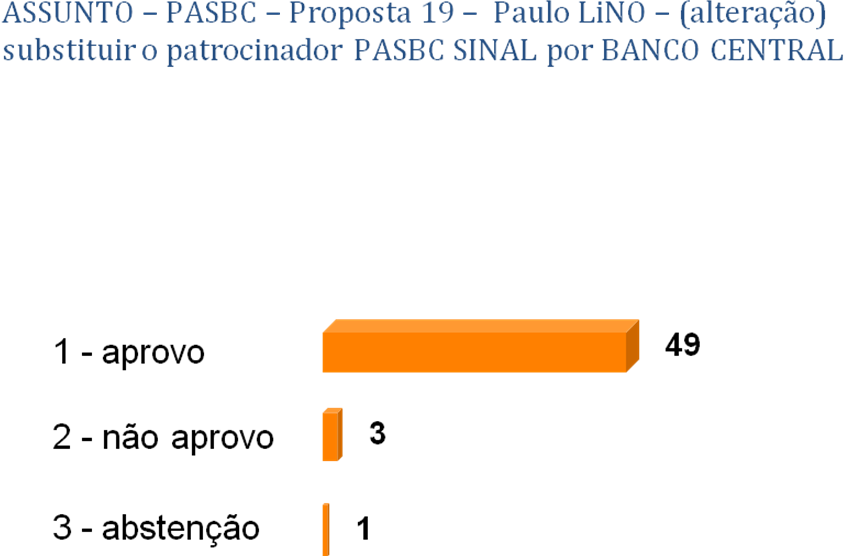 ASSUNTO – PASBC – Proposta 19 – Paulo LiNO – (alteração)
substituir o patrocinador PASBC SINAL por BANCO CENTRAL
1 - aprovo 49
2 - não aprovo 3
3 - abstenção 1